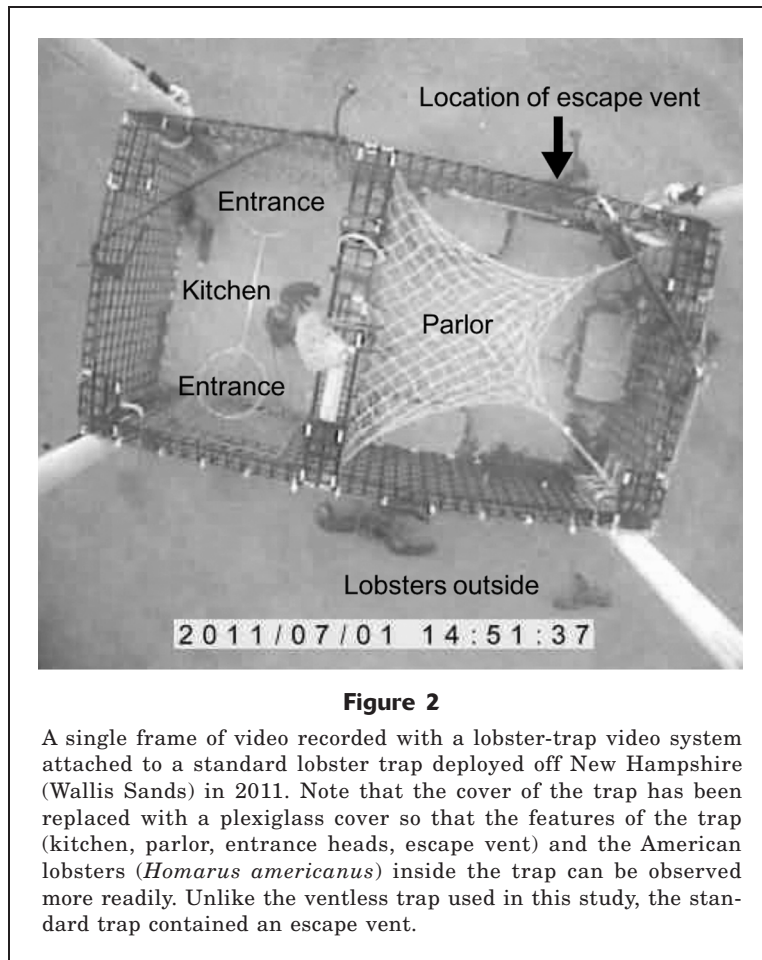 Location of escape vent
Entrance
Kitchen
Parlor
Entrance
Lobsters outside
2011/07/01 14:51:37
Figure 2
A single frame of video recorded with a lobster-trap video system
attached to a standard lobster trap deployed off New Hampshire
(Wallis Sands) in 2011. Note that the cover of the trap has been
replaced with a plexiglass cover so that the features of the trap
(kitchen, parlor, entrance heads, escape vent) and the American
lobsters (Homarus americanus) inside the trap can be observed
more readily. Unlike the ventless trap used in this study, the stan-
dard trap contained an escape vent.